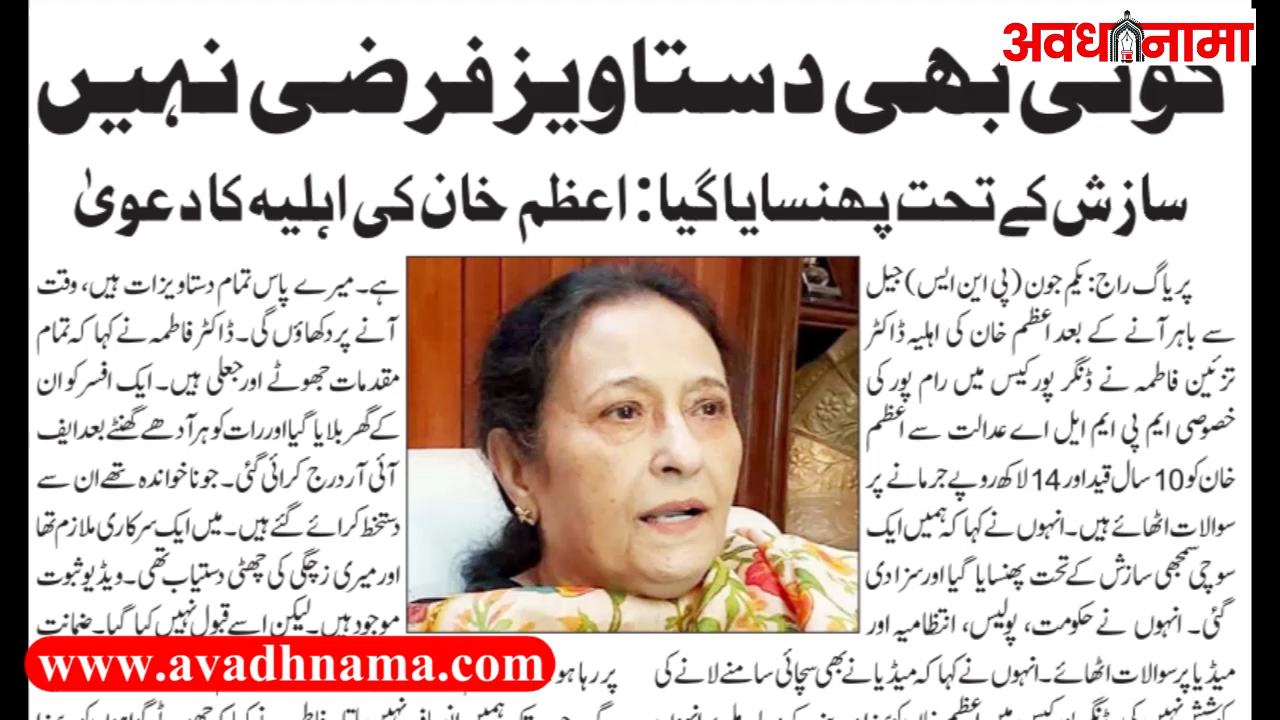 अवधनामा
کوئی بھی دستاویز فرضی نہیں
سازش کے تحت پھنسایا گیا: اعظم خان کی اہلیہ کا دعویٰ
پریاگ راج: یکم جون (پی این ایس) جیل
سے باہر آنے کے بعد اعظم خان کی اہلیہ ڈاکٹر
تزئین فاطمہ نے ڈنگر پور کیس میں رام پور کی
خصوصی ایم پی ایم ایل اے عدالت سے اعظم
خان کو 10 سال قید اور 14 لاکھ روپے جرمانے پر
سوالات اٹھائے ہیں۔ انہوں نے کہا کہ ہمیں ایک
سوچی سمجھی سازش کے تحت پھنسایا گیا اور سزا دی
گئی۔ انہوں نے حکومت، پولیس، انتظامیہ اور
میڈیا پر سوالات اٹھائے۔ انہوں نے کہا کہ میڈیا نے بھی سچائی سامنے لانے کی
ہے۔ میرے پاس تمام دستاویزات ہیں، وقت
آنے پر دکھاؤں گی۔ ڈاکٹر فاطمہ نے کہا کہ تمام
مقدمات جھوٹے اور جعلی ہیں۔ ایک افسر کو ان
کے گھر بلایا گیا اور رات کو ہر آدھے گھنٹے بعد ایف
آئی آر درج کرائی گئی۔ جو ناخواندہ تھے ان سے
دستخط کرائے گئے ہیں۔ میں ایک سرکاری ملازم تھا
اور میری زچگی کی چھٹی دستیاب تھی۔ ویڈیو ثبوت
موجود ہیں۔ لیکن اسے قبول نہیں کیا گیا۔ ضمانت
پر رہا ہو
www.avadhnama.com